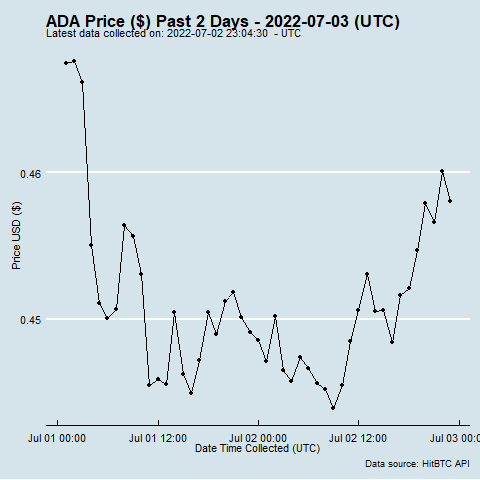 ADA Price ($) Past 2 Days - 2022-07-03 (UTC)
Latest data collected on: 2022-07-02 23:04:30 - UTC
0.46
Price USD ($)
0.45
Jul 01 00:00 Jul 01 12:00 Jul 02 00:00 Jul 02 12:00 Jul 03 00:00
Date Time Collected (UTC)
Data source: HitBTC API